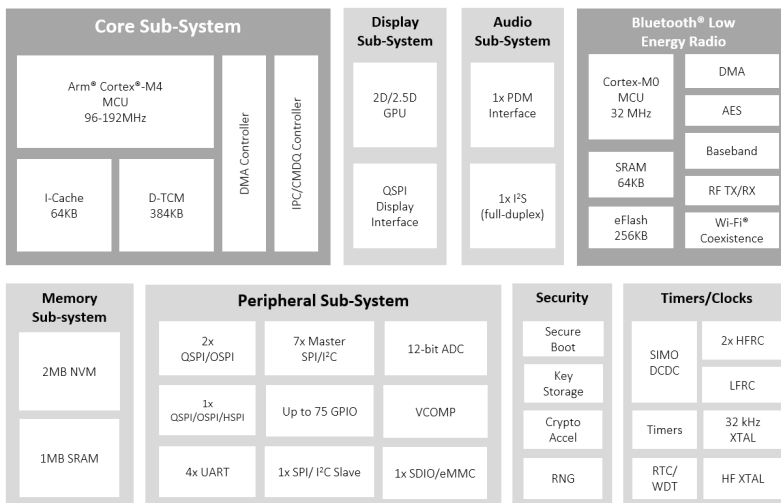 Core Sub-System
Arm® Cortex®-M4
MCU
96-192MHz
I-Cache
64KB
D-TCM
384KB
DMA Controller
IPC/CMDQ Controller
Display
Sub-System
2D/2.5D
GPU
QSPI
Display
Interface
Audio
Sub-System
1x PDM
Interface
1x I²S
(full-duplex)
Bluetooth® Low
Energy Radio
Cortex-M0
MCU
32 MHz
SRAM
64KB
eFlash
256KB
DMA
AES
Baseband
RF TX/RX
Wi-Fi®
Coexistence
Memory
Sub-system
2MB NVM
1MB SRAM
Peripheral Sub-System
2x
QSPI/OSPI
7x Master
SPI/I²C
12-bit ADC
1x
QSPI/OSPI/HSPI
Up to 75 GPIO
VCOMP
4x UART
1x SPI/ I²C Slave
1x SDIO/eMMC
Security
Secure
Boot
Key
Storage
Crypto
Accel
RNG
Timers/Clocks
SIMO
DCDC
2x HFRC
LFRC
Timers
32 kHz
XTAL
RTC/
WDT
HF XTAL